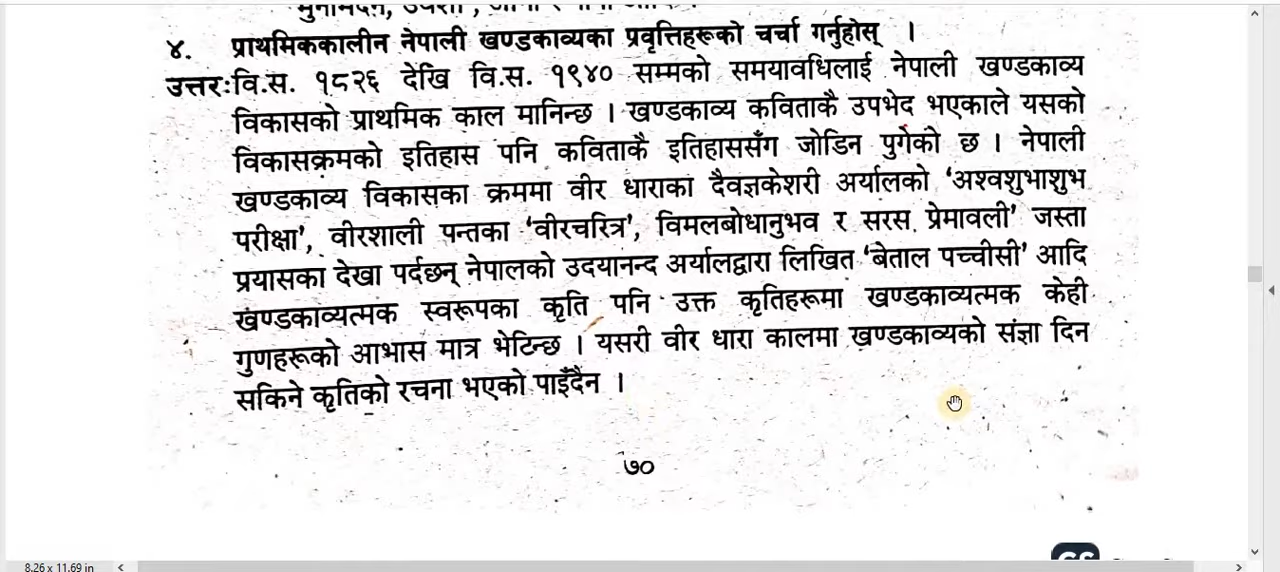 ४. प्राथमिककालीन नेपाली खण्डकाव्यका प्रवृत्तिहरूको चर्चा गर्नुहोस् ।
उत्तरः वि.स. १८२६ देखि वि.स. १९४० सम्मको समयावधिलाई नेपाली खण्डकाव्य
विकासको प्राथमिक काल मानिन्छ । खण्डकाव्य कविताकै उपभेद भएकाले यसको
विकासक्रमको इतिहास पनि कविताकै इतिहाससँग जोडिन पुगेको छ । नेपाली
खण्डकाव्य विकासका क्रममा वीर धाराका दैवज्ञकेशरी अर्यालको 'अश्वशुभाशुभ
परीक्षा', वीरशाली पन्तका 'वीरचरित्र', विमलबोधानुभव र सरस प्रेमावली' जस्ता
प्रयासका देखा पर्दछन् नेपालको उदयानन्द अर्यालद्वारा लिखित 'बेताल पच्चीसी' आदि
खण्डकाव्यत्मक स्वरूपका कृति पनि उक्त कृतिहरूमा खण्डकाव्यत्मक केही
गुणहरूको आभास मात्र भेटिन्छ । यसरी वीर धारा कालमा खण्डकाव्यको संज्ञा दिन
सकिने कृतिको रचना भएको पाइँदैन ।
७०
8.26 x 11.69 in